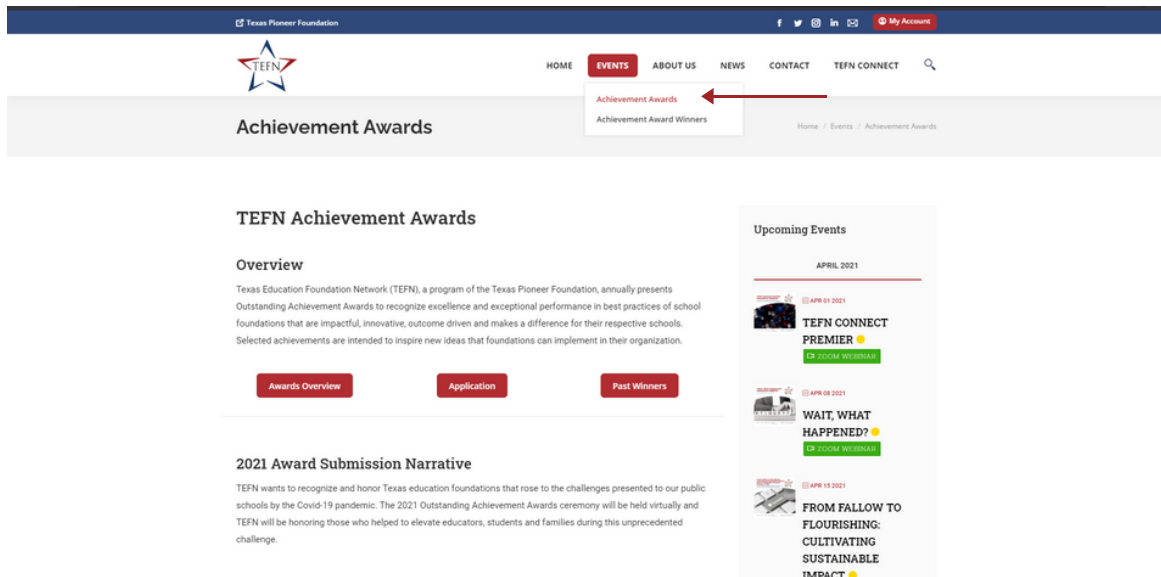 Texas Pioneer Foundation
My Account
TEFN
HOME EVENTS ABOUT US NEWS CONTACT TEFN CONNECT
Achievement Awards
Achievement Award Winners
Achievement Awards
Home / Events / Achievement Awards
TEFN Achievement Awards
Overview
Texas Education Foundation Network (TEFN), a program of the Texas Pioneer Foundation, annually presents
Outstanding Achievement Awards to recognize excellence and exceptional performance in best practices of school
foundations that are impactful, innovative, outcome driven and makes a difference for their respective schools.
Selected achievements are intended to inspire new ideas that foundations can implement in their organization.
Awards Overview
Application
Past Winners
2021 Award Submission Narrative
TEFN wants to recognize and honor Texas education foundations that rose to the challenges presented to our public
schools by the Covid-19 pandemic. The 2021 Outstanding Achievement Awards ceremony will be held virtually and
TEFN will be honoring those who helped to elevate educators, students and families during this unprecedented
challenge.
Upcoming Events
APRIL 2021
APR 01 2021
TEFN CONNECT
PREMIER
ZOOM WEBINAR
APR 08 2021
WAIT, WHAT
HAPPENED?
ZOOM WEBINAR
APR 15 2021
FROM FALLOW TO
FLOURISHING:
CULTIVATING
SUSTAINABLE
IMPACT